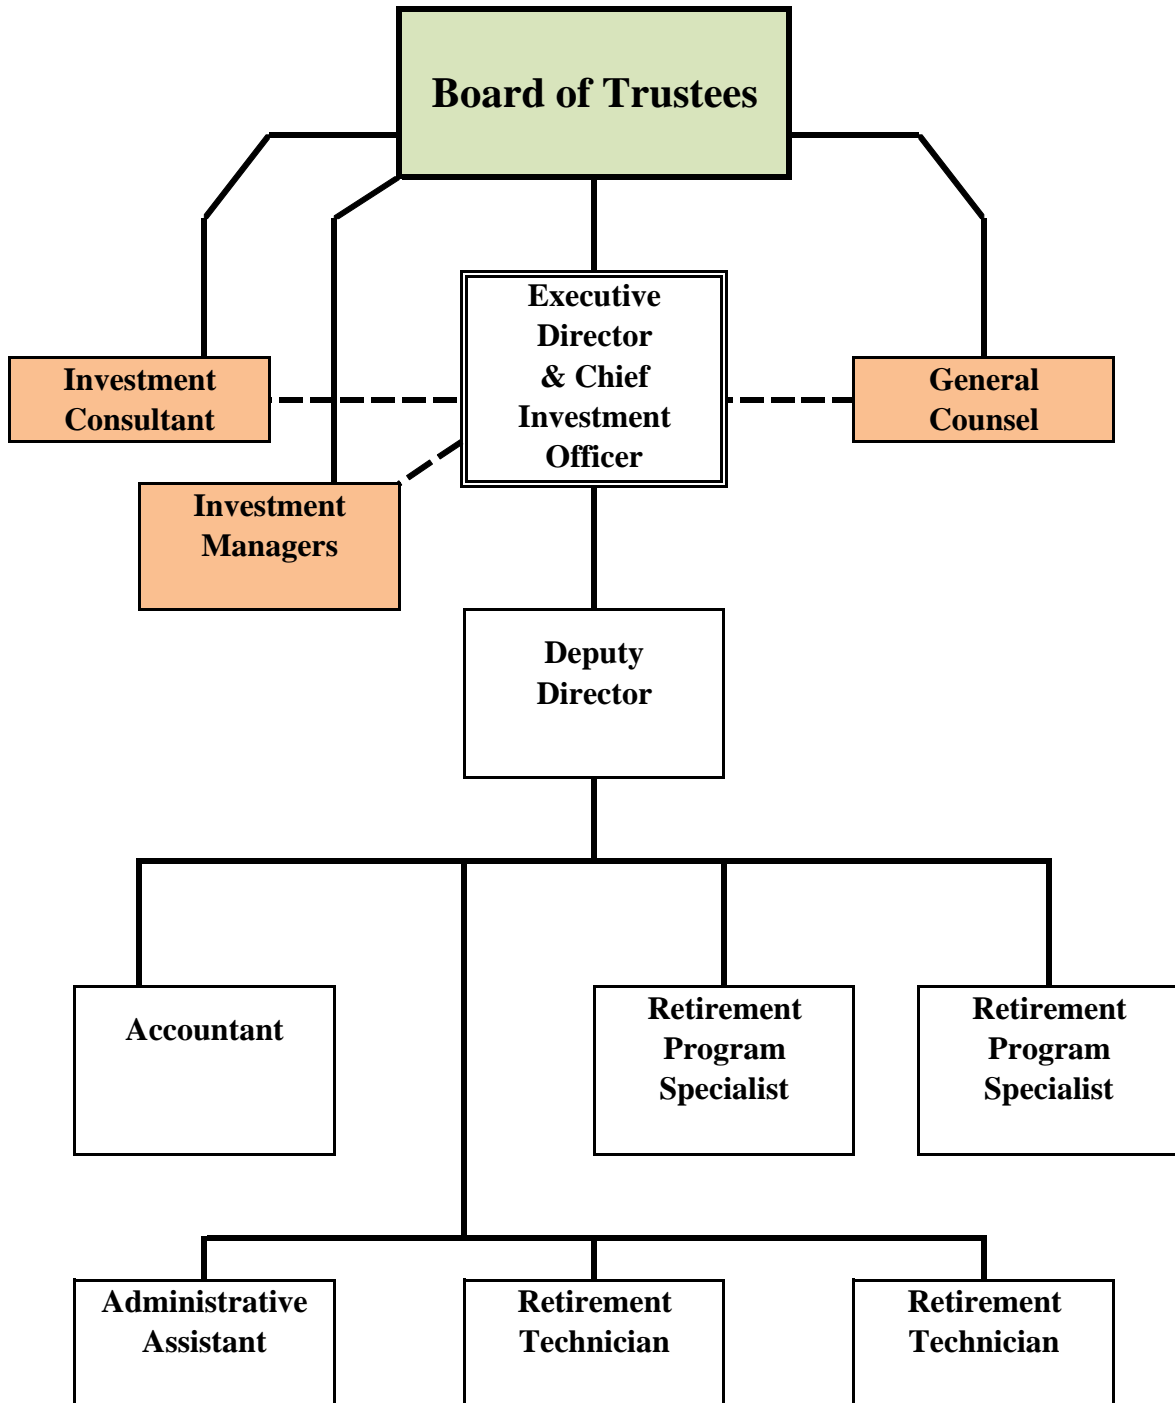 Board of Trustees
Executive
Director
& Chief
Investment
Officer
Investment
Consultant
General
Counsel
Investment
Managers
Deputy
Director
Accountant
Retirement
Program
Specialist
Retirement
Program
Specialist
Administrative
Assistant
Retirement
Technician
Retirement
Technician